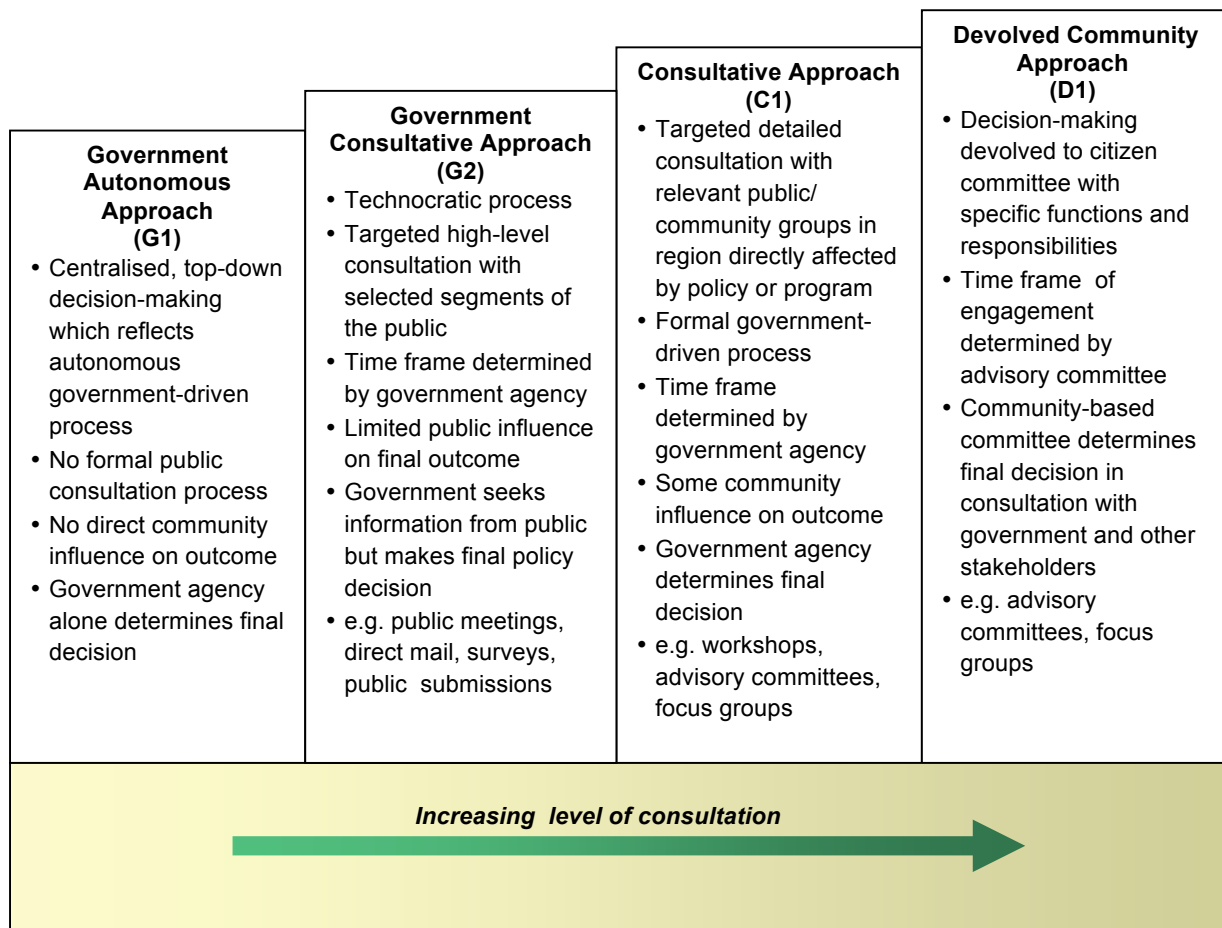 Government
Autonomous
Approach
(G1)
• Centralised, top-down
decision-making
which reflects
autonomous
government-driven
process
• No formal public
consultation process
• No direct community
influence on outcome
• Government agency
alone determines final
decision
Government
Consultative Approach
(G2)
• Technocratic process
• Targeted high-level
consultation with
selected segments of
the public
• Time frame determined
by government agency
• Limited public influence
on final outcome
• Government seeks
information from public
but makes final policy
decision
• e.g. public meetings,
direct mail, surveys,
public submissions
Consultative Approach
(C1)
• Targeted detailed
consultation with
relevant public/
community groups in
region directly affected
by policy or program
• Formal government-
driven process
• Time frame
determined by
government agency
• Some community
influence on outcome
• Government agency
determines final
decision
• e.g. workshops,
advisory committees,
focus groups
Devolved Community
Approach
(D1)
• Decision-making
devolved to citizen
committee with
specific functions and
responsibilities
• Time frame of
engagement
determined by
advisory committee
• Community-based
committee determines
final decision in
consultation with
government and other
stakeholders
• e.g. advisory
committees, focus
groups
Increasing level of consultation